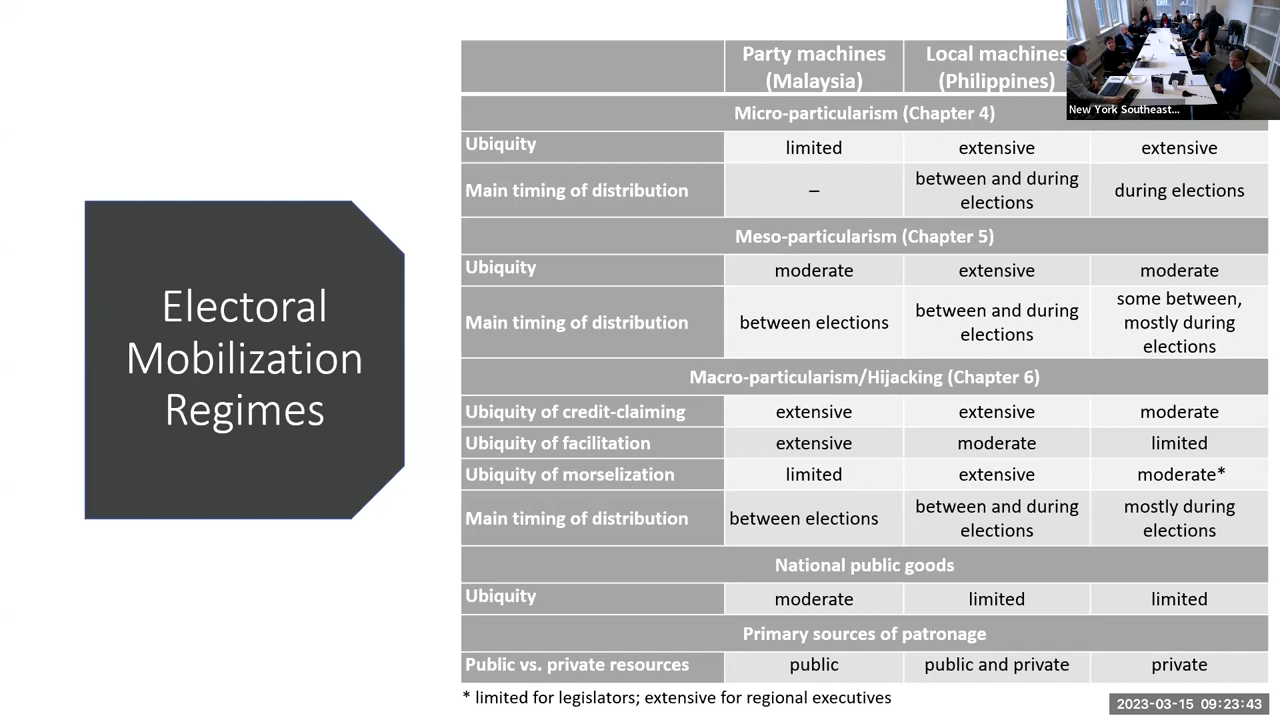 Electoral
Mobilization
Regimes
Party machines
(Malaysia)
Local machines
(Philippines)
New York Southeast...
Micro-particularism (Chapter 4)
Ubiquity
limited
extensive
extensive
Main timing of distribution
–
between and during
elections
during elections
Meso-particularism (Chapter 5)
Ubiquity
moderate
extensive
moderate
Main timing of distribution
between elections
between and during
elections
some between,
mostly during
elections
Macro-particularism/Hijacking (Chapter 6)
Ubiquity of credit-claiming
extensive
extensive
moderate
Ubiquity of facilitation
extensive
moderate
limited
Ubiquity of morselization
limited
extensive
moderate*
Main timing of distribution
between elections
between and during
elections
mostly during
elections
National public goods
Ubiquity
moderate
limited
limited
Primary sources of patronage
Public vs. private resources
public
public and private
private
* limited for legislators; extensive for regional executives
2023-03-15 09:23:43